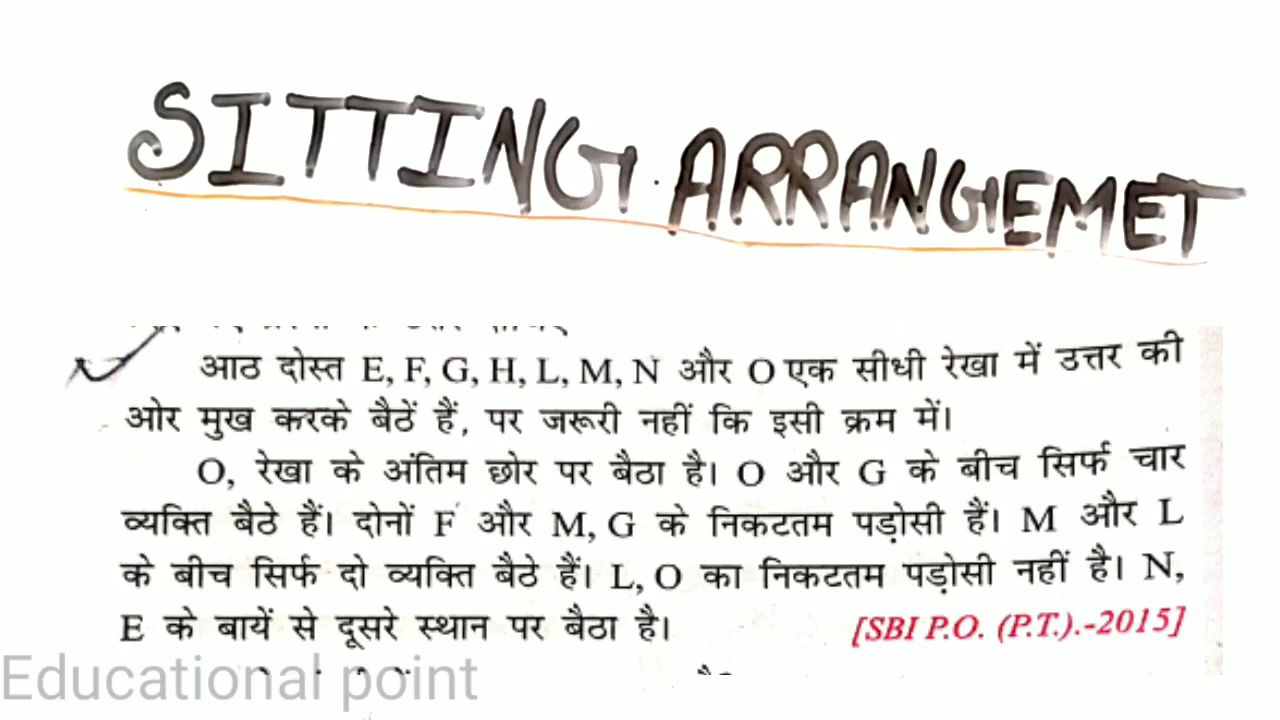 SITTING ARRANGEMET
आठ दोस्त E, F, G, H, L, M, N और O एक सीधी रेखा में उत्तर की
ओर मुख करके बैठें हैं, पर जरूरी नहीं कि इसी क्रम में।
O, रेखा के अंतिम छोर पर बैठा है। O और G के बीच सिर्फ चार
व्यक्ति बैठे हैं। दोनों F और M, G के निकटतम पड़ोसी हैं। M और L
के बीच सिर्फ दो व्यक्ति बैठे हैं। L, O का निकटतम पड़ोसी नहीं है। N,
E के बायें से दूसरे स्थान पर बैठा है।
[SBI P.O. (P.T.).-2015]
Educational point